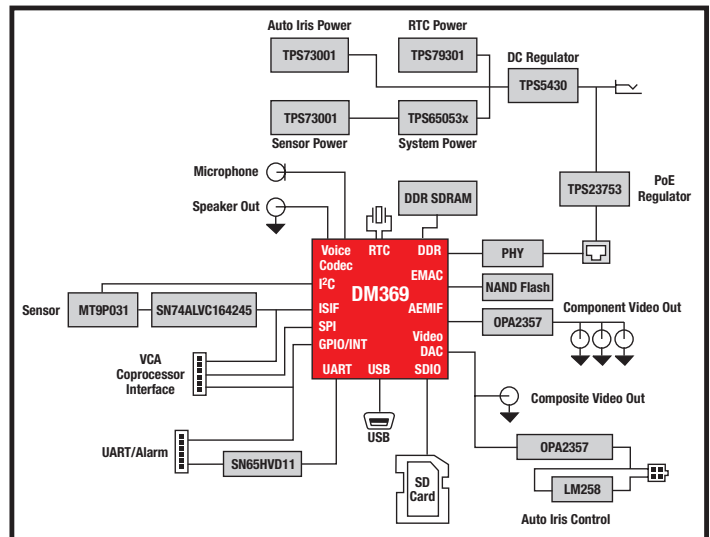 Auto Iris Power
RTC Power
DC Regulator
TPS73001
TPS79301
TPS5430
TPS73001
TPS65053x
Sensor Power
System Power
Microphone
Speaker Out
DDR SDRAM
TPS23753
PoE
Regulator
Voice
Codec
RTC
DDR
PHY
I²C
EMAC
DM369
NAND Flash
Sensor
MT9P031
SN74ALVC164245
ISIF
AEMIF
SPI
OPA2357
Component Video Out
GPIO/INT
Video
DAC
VCA
Coprocessor
Interface
UART
USB
SDIO
Composite Video Out
USB
UART/Alarm
SN65HVD11
OPA2357
SD
Card
LM258
Auto Iris Control